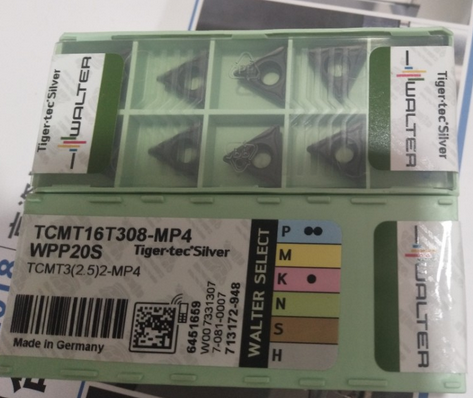 Tiger·tec®Silver
WALTER
WALTER
Tiger·tec®Silver
TCMT16T308-MP4
WPP20S Tiger·tec®Silver
TCMT3(2.5)2-MP4
Made in Germany
6451659
W007331307
7-081-0007
713172-948
WALTER SELECT
P ●●
M
K ●
N
S
H
WALTER